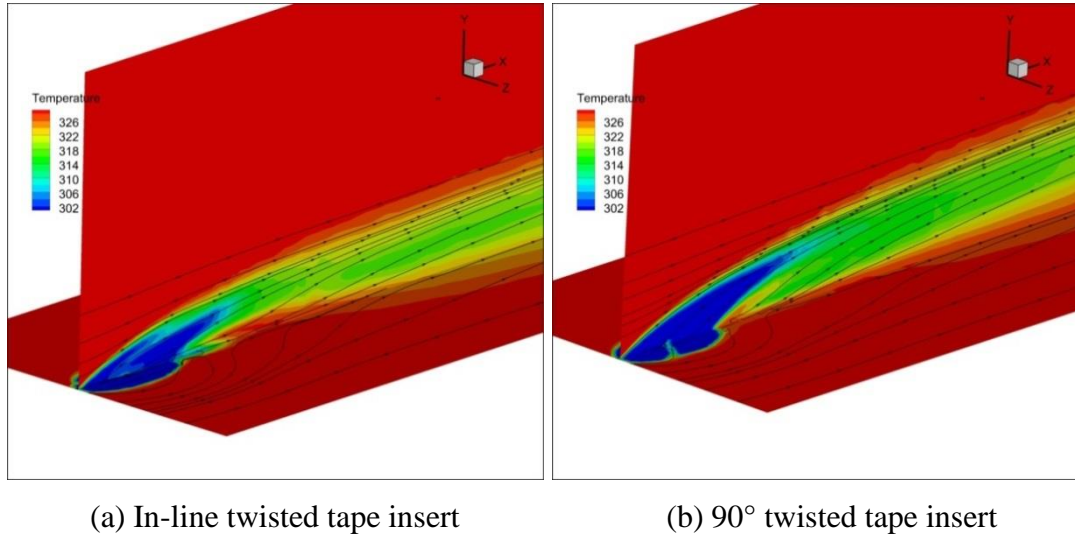 Y
X
Z
Temperature
326
322
318
314
310
306
302
Y
X
Z
Temperature
326
322
318
314
310
306
302
(a) In-line twisted tape insert
(b) 90° twisted tape insert